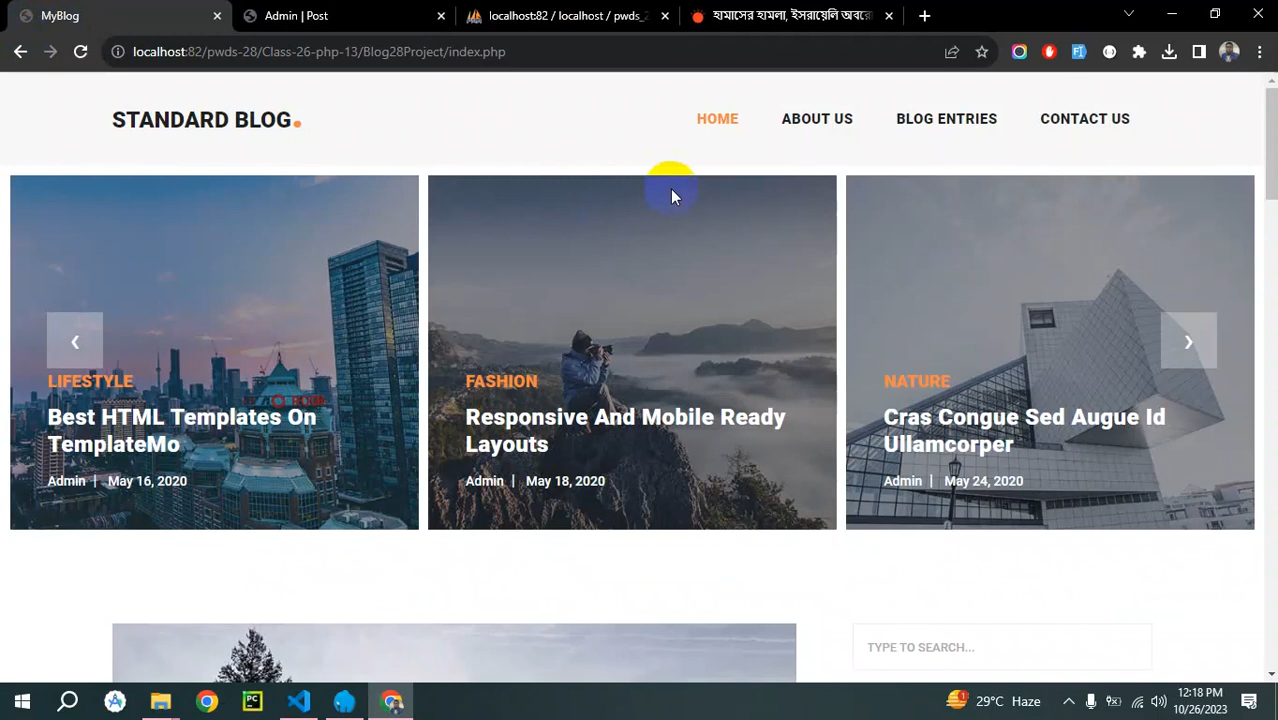 MyBlog
Admin | Post
localhost:82 / localhost / pwds_2
হামাসের হামলা, ইসরায়েলি অবরো
localhost:82/pwds-28/Class-26-php-13/Blog28Project/index.php
STANDARD BLOG.
HOME
ABOUT US
BLOG ENTRIES
CONTACT US
LIFESTYLE
Best HTML Templates On
TemplateMo
Admin | May 16, 2020
FASHION
Responsive And Mobile Ready
Layouts
Admin | May 18, 2020
NATURE
Cras Congue Sed Augue Id
Ullamcorper
Admin | May 24, 2020
TYPE TO SEARCH...
29°C Haze
12:18 PM
10/26/2023